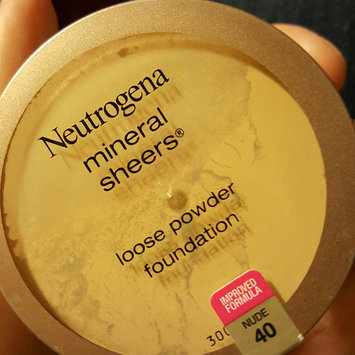 Neutrogena
mineral
sheers®
loose powder
foundation
IMPROVED
FORMULA
NUDE
40